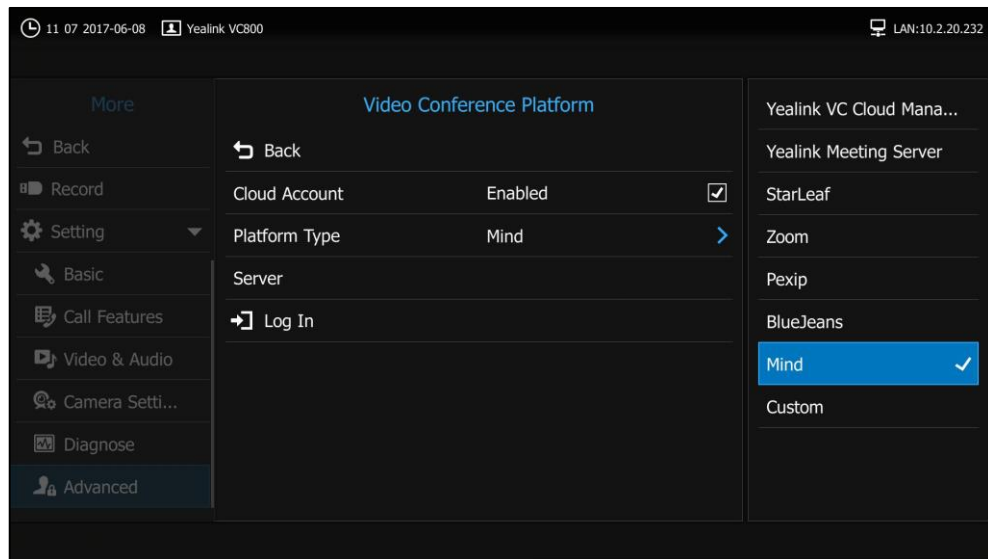 11 07 2017-06-08 Yealink VC800 LAN:10.2.20.232
More
Back
Record
Setting
Basic
Call Features
Video & Audio
Camera Setti...
Diagnose
Advanced
Video Conference Platform
Back
Cloud Account Enabled
Platform Type Mind
Server
Log In
Yealink VC Cloud Mana...
Yealink Meeting Server
StarLeaf
Zoom
Pexip
BlueJeans
Mind
Custom